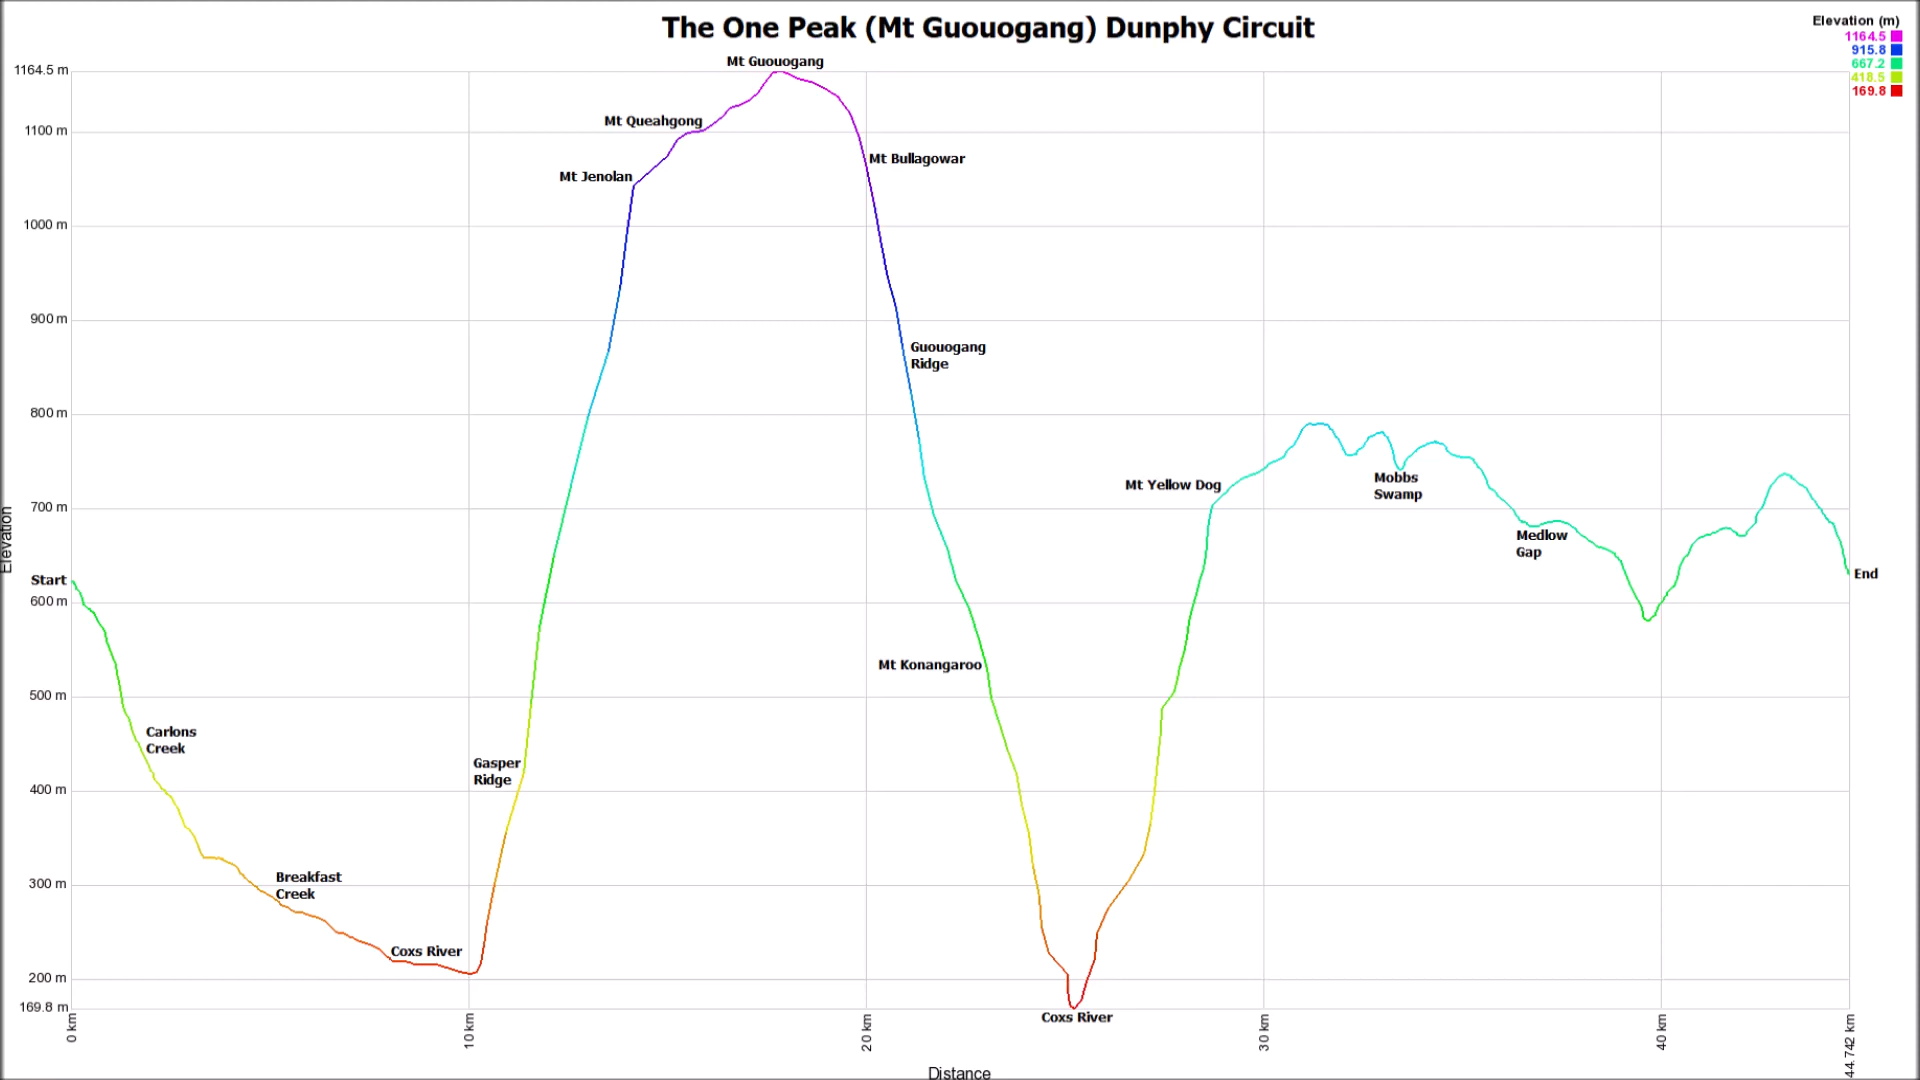 The One Peak (Mt Guouogang) Dunphy Circuit
Elevation (m)
1164.5
915.8
667.2
418.5
169.8
1164.5 m
1100 m
1000 m
900 m
800 m
700 m
600 m
500 m
400 m
300 m
200 m
169.8 m
Elevation
Start
Carlons
Creek
Breakfast
Creek
Coxs River
Gasper
Ridge
Mt Jenolan
Mt Queahgong
Mt Guouogang
Mt Bullagowar
Guouogang
Ridge
Mt Konangaroo
Coxs River
Mt Yellow Dog
Mobbs
Swamp
Medlow
Gap
End
0 km
10 km
20 km
30 km
40 km
44.742 km
Distance